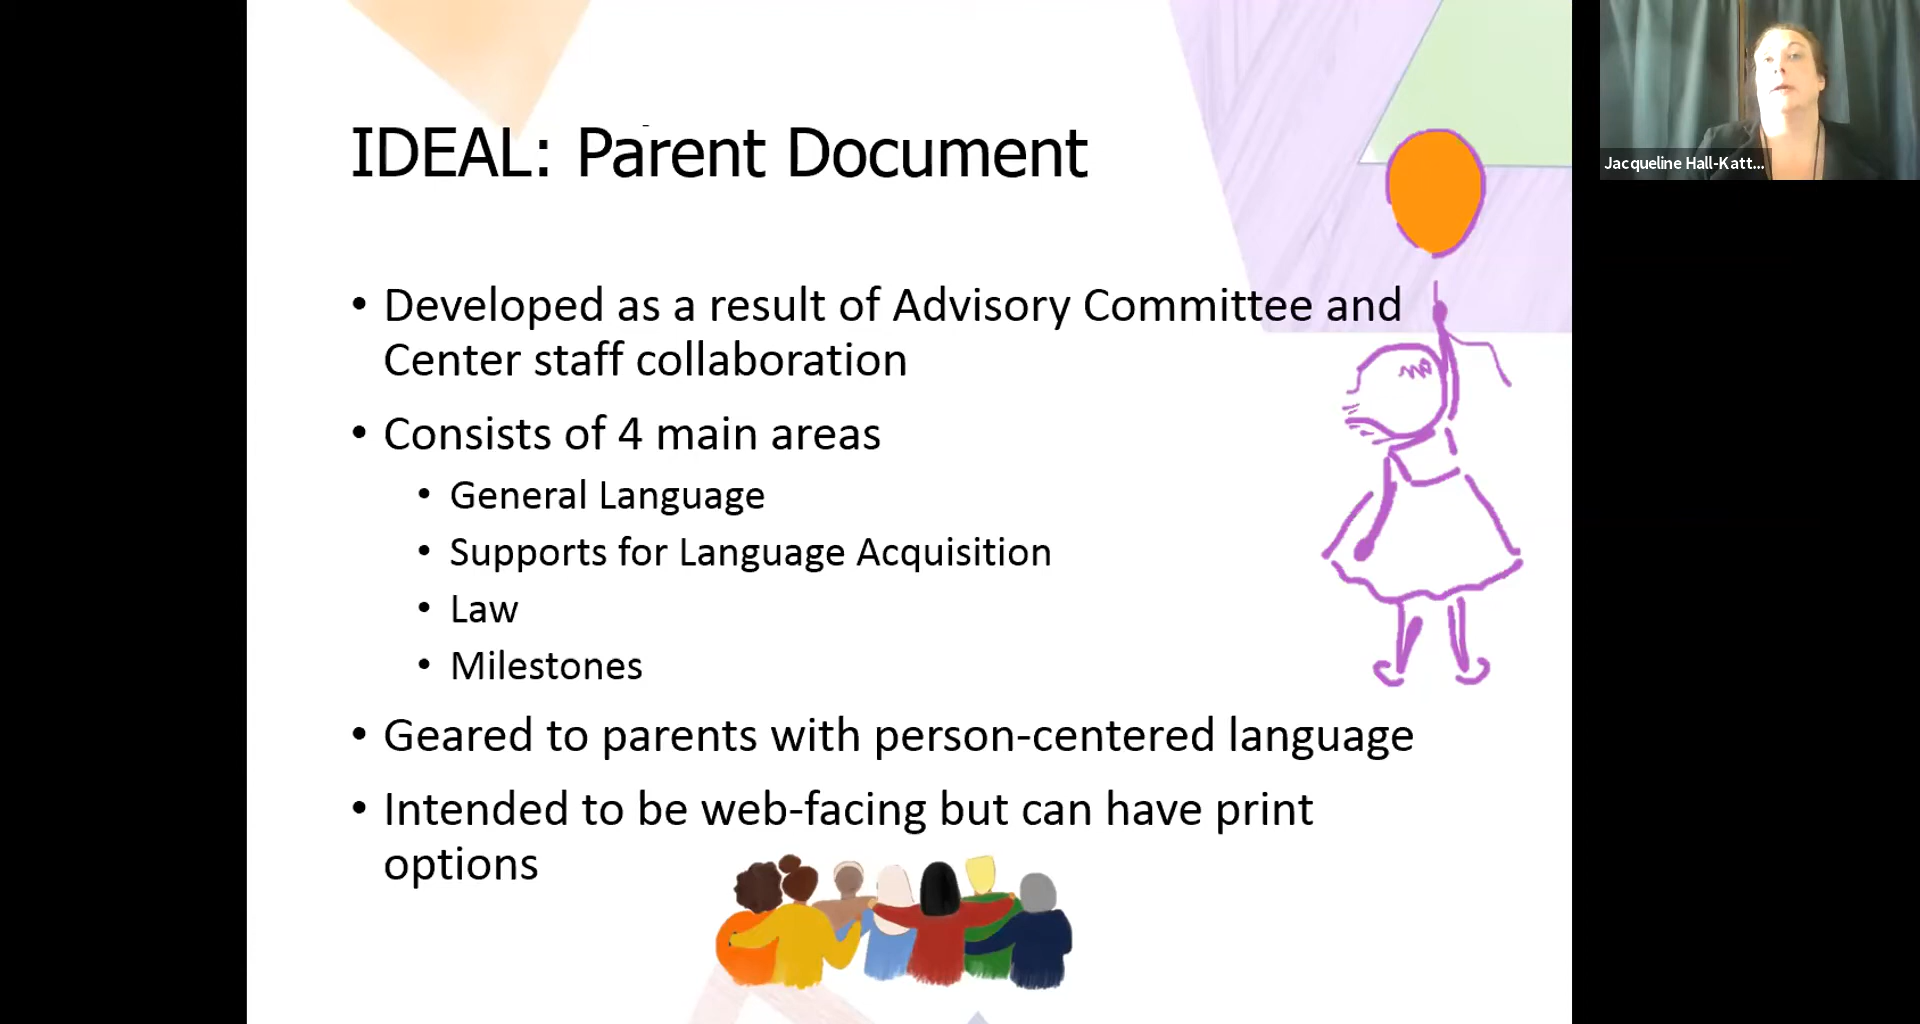 IDEAL: Parent Document
• Developed as a result of Advisory Committee and
Center staff collaboration
• Consists of 4 main areas
• General Language
• Supports for Language Acquisition
• Law
• Milestones
• Geared to parents with person-centered language
• Intended to be web-facing but can have print
options
Jacqueline Hall-Katt...